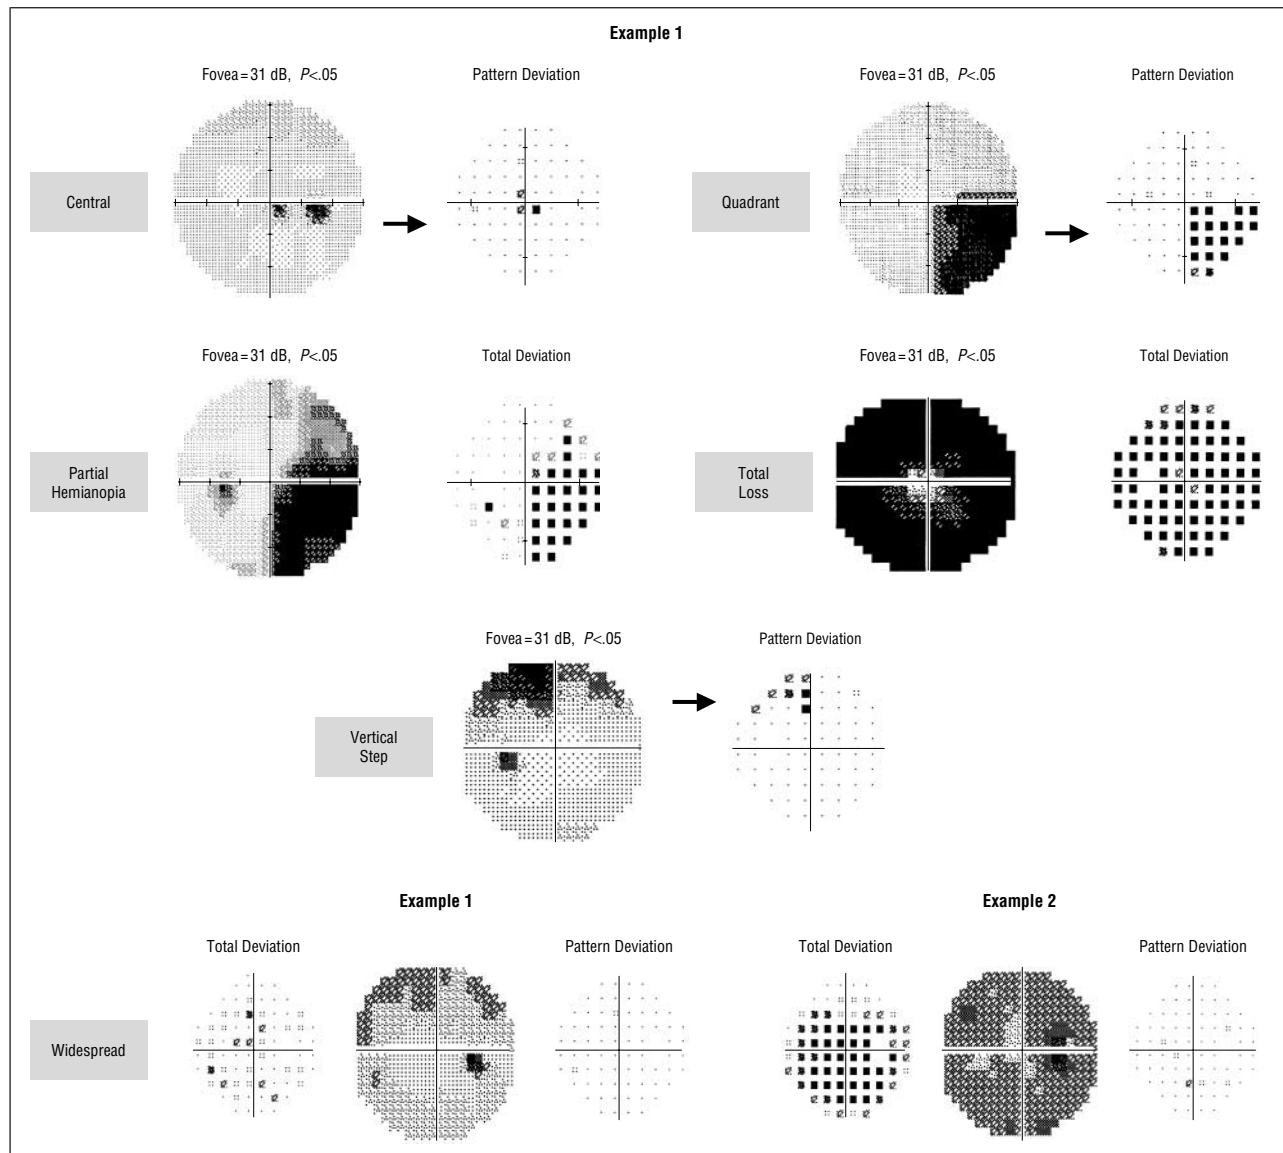 Example 1
Fovea=31 dB, P<.05
Pattern Deviation
Fovea=31 dB, P<.05
Pattern Deviation
Central
Quadrant
Fovea=31 dB, P<.05
Total Deviation
Fovea=31 dB, P<.05
Total Deviation
Partial
Hemianopia
Total
Loss
Fovea=31 dB, P<.05
Pattern Deviation
Vertical
Step
Example 1
Example 2
Total Deviation
Pattern Deviation
Total Deviation
Pattern Deviation
Widespread